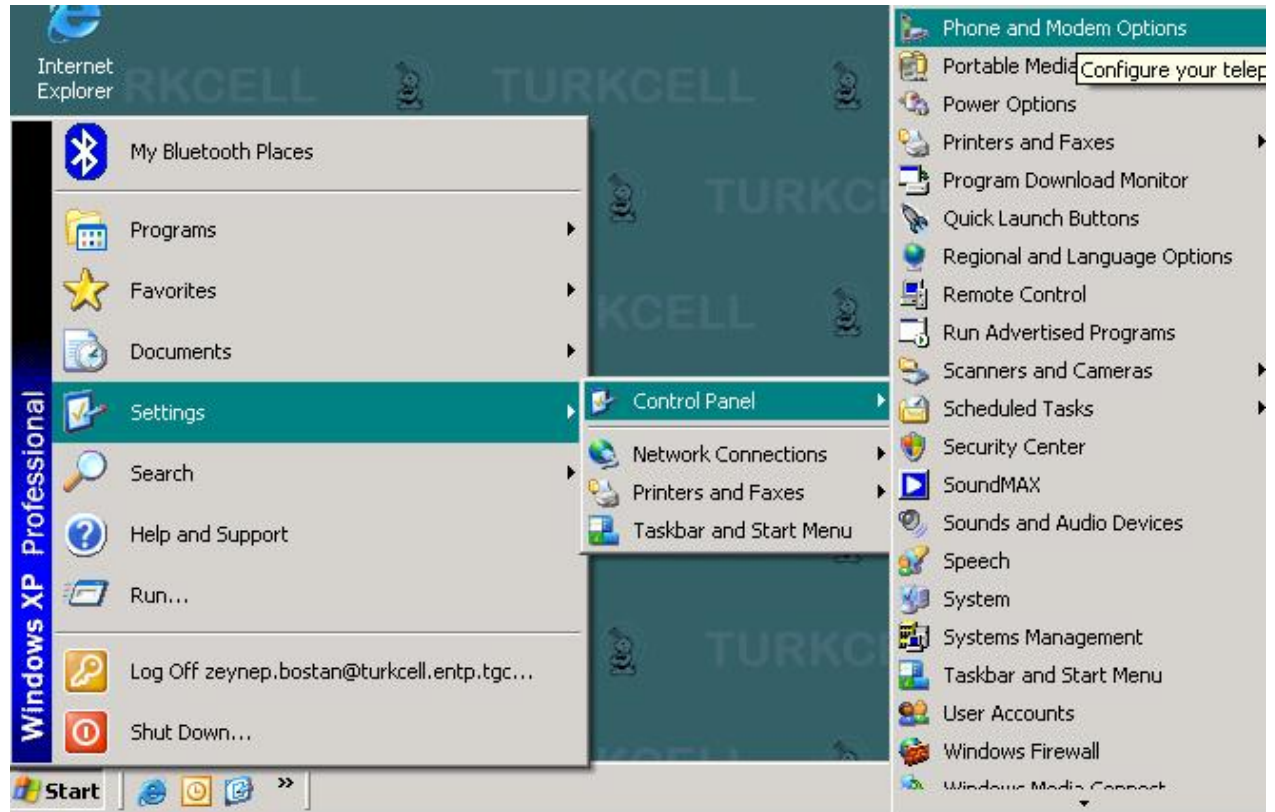 Internet
Explorer
TURKCELL
TURKCELL
My Bluetooth Places
Programs
Favorites
Documents
Settings
Search
Help and Support
Run...
Log Off zeynep.bostan@turkcell.entp.tgc...
Shut Down...
Windows XP Professional
Start
»
Control Panel
Network Connections
Printers and Faxes
Taskbar and Start Menu
Phone and Modem Options
Configure your telep
Portable Media
Power Options
Printers and Faxes
Program Download Monitor
Quick Launch Buttons
Regional and Language Options
Remote Control
Run Advertised Programs
Scanners and Cameras
Scheduled Tasks
Security Center
SoundMAX
Sounds and Audio Devices
Speech
System
Systems Management
Taskbar and Start Menu
User Accounts
Windows Firewall
Windows Media Connect